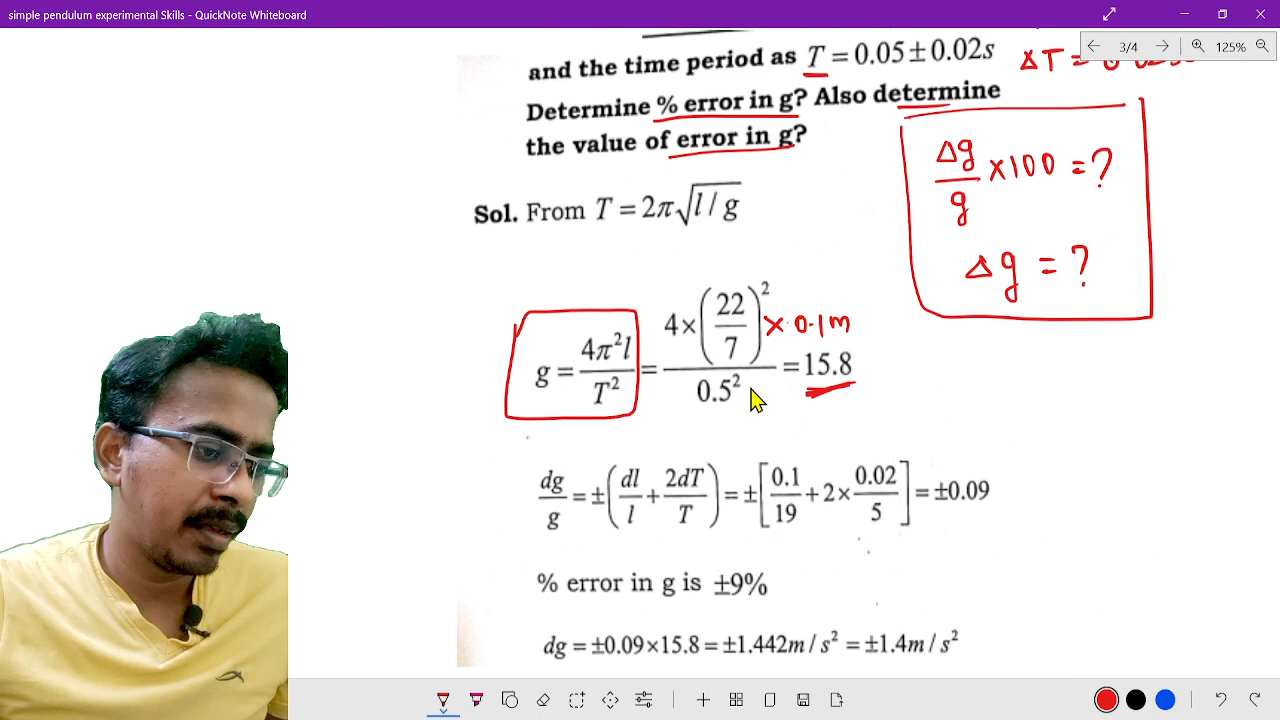 simple pendulum experimental Skills - QuickNote Whiteboard
3/4
and the time period as T = 0.05 ± 0.02s
ΔT =
Determine % error in g? Also determine
the value of error in g?
Δg/g × 100 = ?
Δg = ?
Sol. From T = 2π√l / g
g = 4π²l/T² = 4×(22/7)² × 0.1m/0.5² = 15.8
dg/g = ±(dl/l + 2dT/T) = ±[0.1/19 + 2× 0.02/5] = ±0.09
% error in g is ±9%
dg = ±0.09×15.8 = ±1.442m / s² = ±1.4m / s²